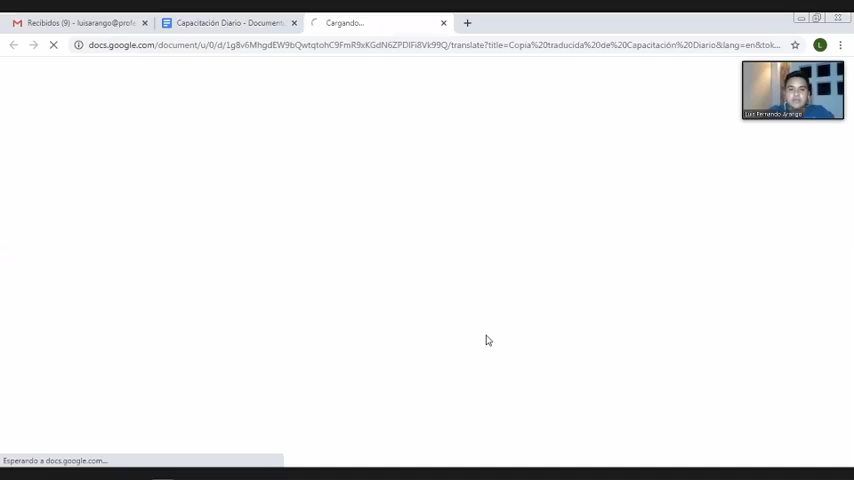 Recibidos (9) - luisarango@profe
Capacitación Diario - Document
Cargando...
docs.google.com/document/u/0/d/1g8v6MhgdEW9bQwtqtohC9FmR9xKGdN6ZPDlFi8Vk99Q/translate?title=Copia%20traducida%20de%20Capacitación%20Diario&lang=en&tok...
L
Luis Fernando Arango
Esperando a docs.google.com...